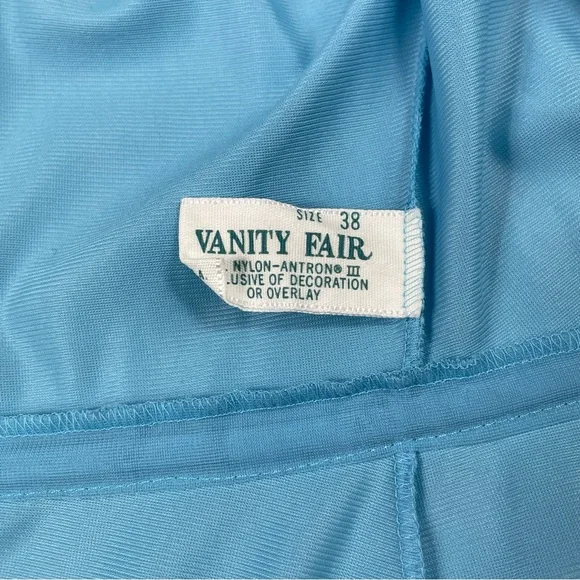 SIZE 38
VANITY FAIR
NYLON-ANTRON® III
LUSIVE OF DECORATION
OR OVERLAY